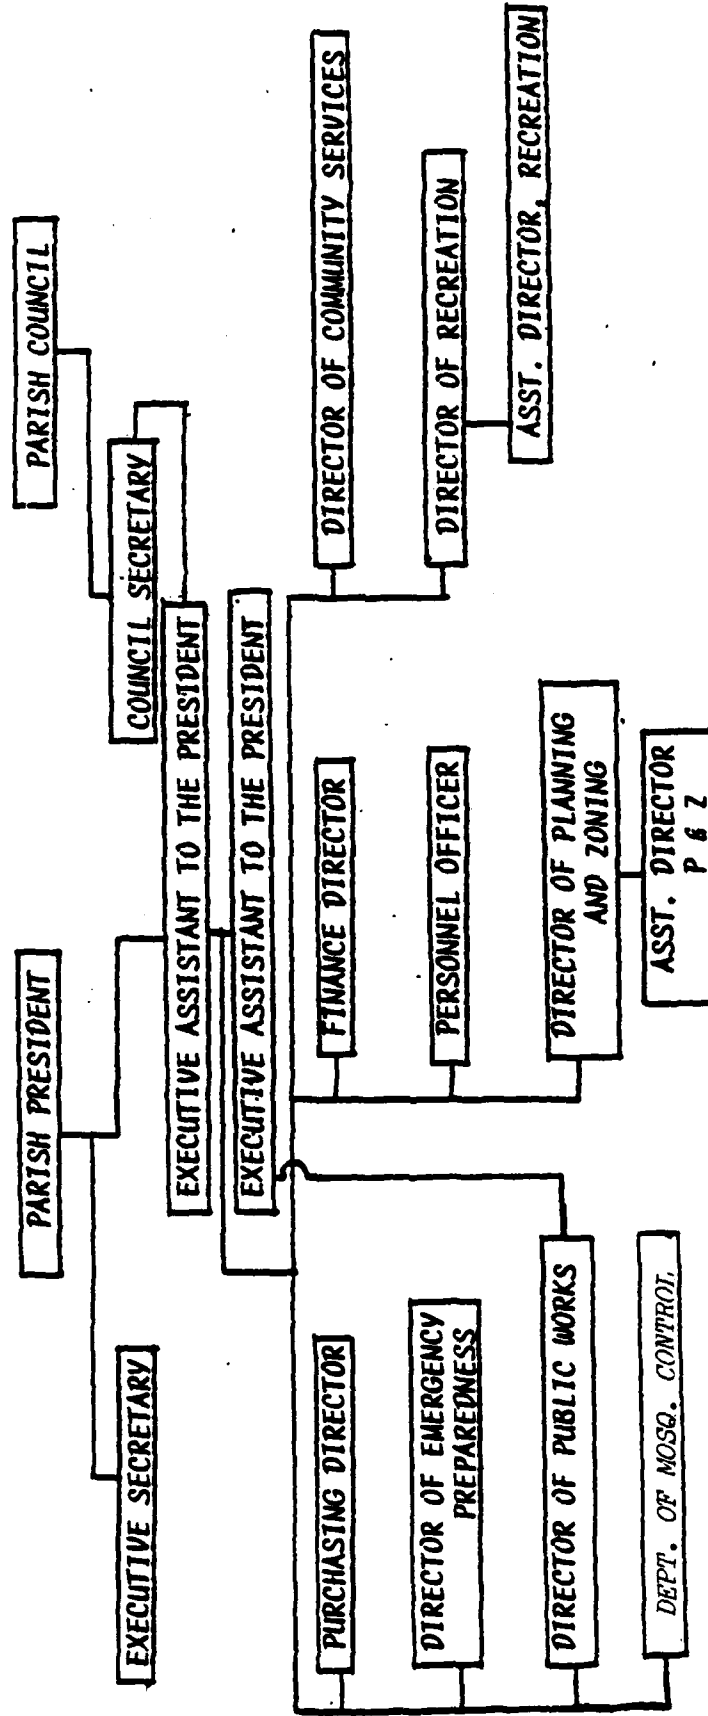 PARISH PRESIDENT
PARISH COUNCIL
EXECUTIVE SECRETARY
COUNCIL SECRETARY
EXECUTIVE ASSISTANT TO THE PRESIDENT
EXECUTIVE ASSISTANT TO THE PRESIDENT
PURCHASING DIRECTOR
DIRECTOR OF EMERGENCY
PREPAREDNESS
DIRECTOR OF PUBLIC WORKS
DEPT. OF MOSQ. CONTROL
FINANCE DIRECTOR
PERSONNEL OFFICER
DIRECTOR OF PLANNING
AND ZONING
ASST. DIRECTOR
P & Z
DIRECTOR OF COMMUNITY SERVICES
DIRECTOR OF RECREATION
ASST. DIRECTOR, RECREATION